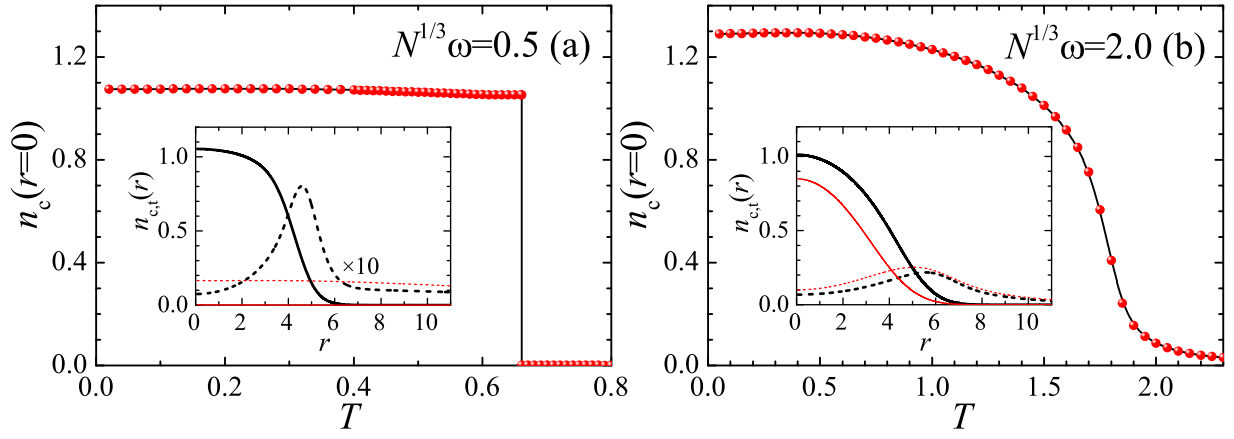 N^{1/3}ω=0.5 (a)
n_c(r=0)
1.2
0.8
0.4
0.0
0.0 0.2 0.4 0.6 0.8
T
n_{c,t}(r)
1.0
0.5
0.0
0 2 4 6 8 10
r
×10
N^{1/3}ω=2.0 (b)
n_c(r=0)
1.2
0.8
0.4
0.0
0.0 0.5 1.0 1.5 2.0
T
n_{c,t}(r)
1.0
0.5
0.0
0 2 4 6 8 10
r